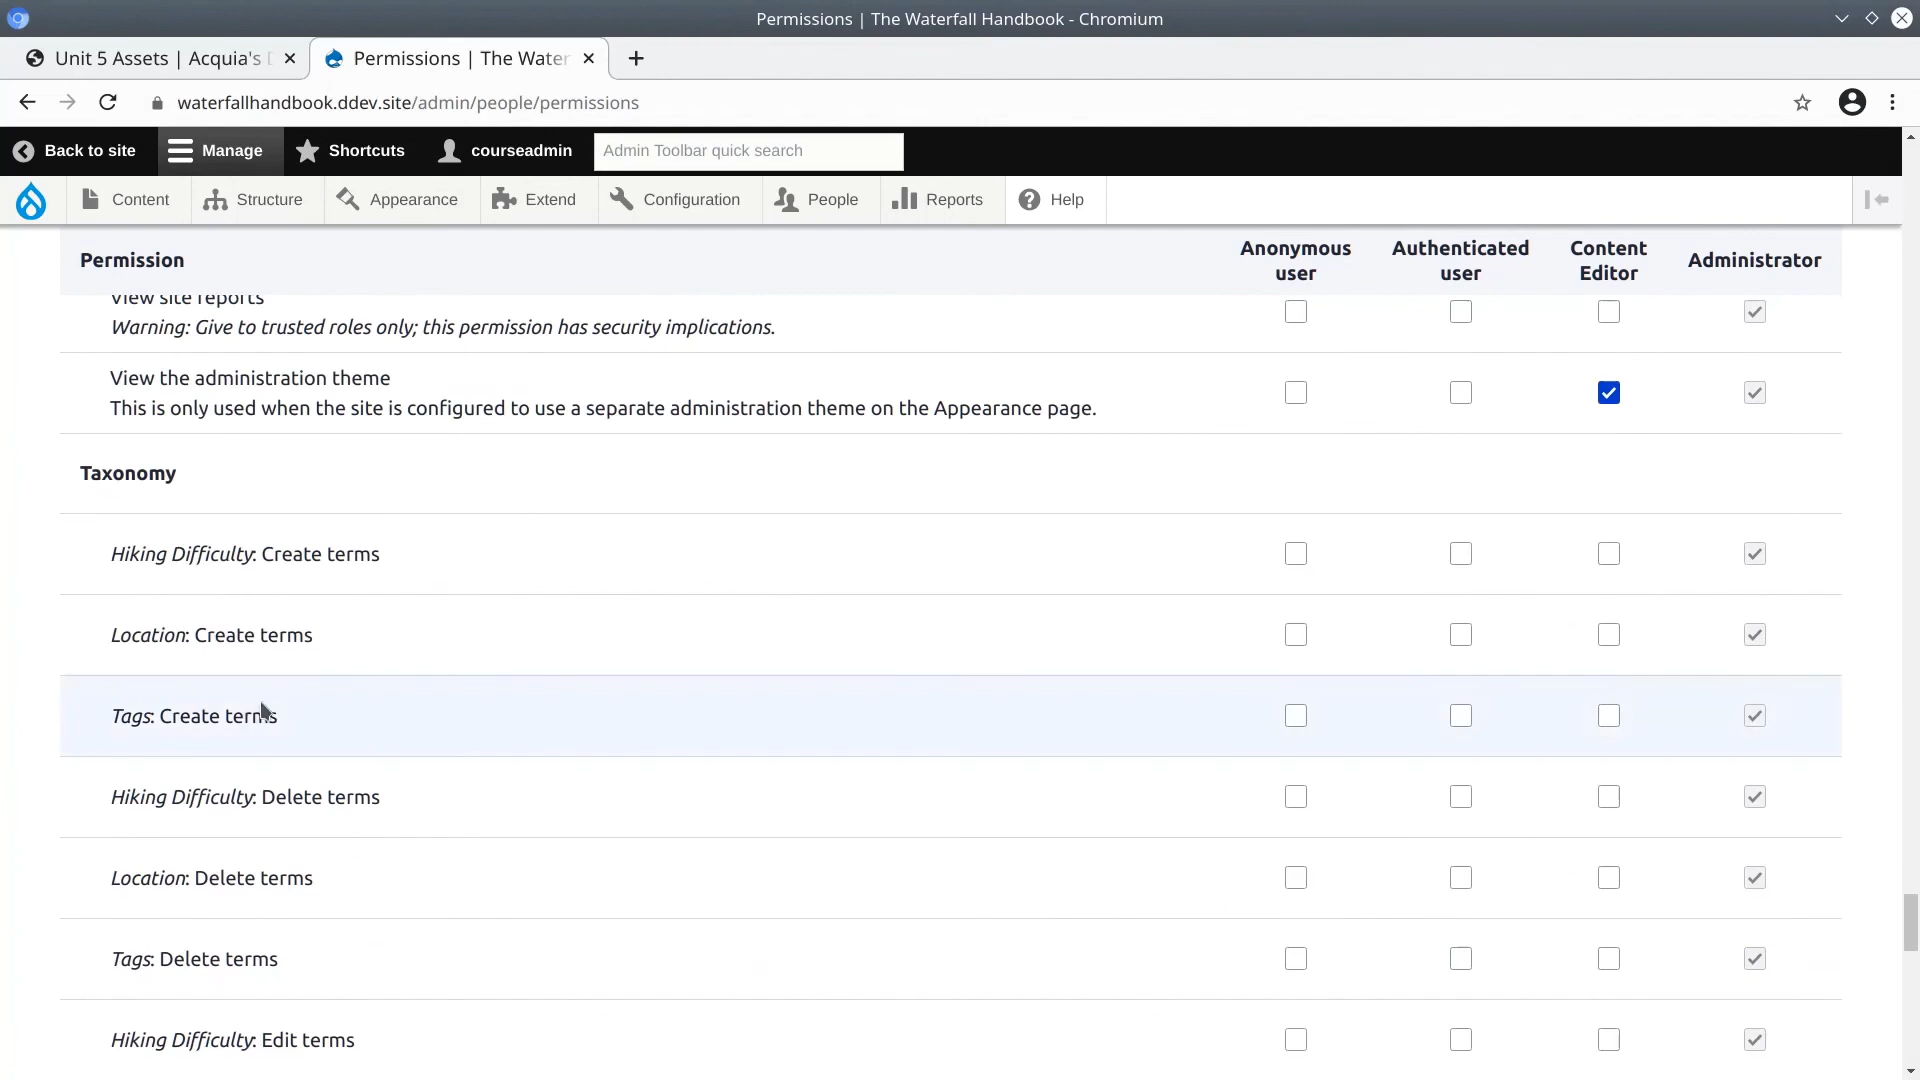 Permissions | The Waterfall Handbook - Chromium
Unit 5 Assets | Acquia's
Permissions | The Water
waterfallhandbook.ddev.site/admin/people/permissions
Back to site
Manage
Shortcuts
courseadmin
Admin Toolbar quick search
Content
Structure
Appearance
Extend
Configuration
People
Reports
Help
Permission
Anonymous
user
Authenticated
user
Content
Editor
Administrator
View site reports
Warning: Give to trusted roles only; this permission has security implications.
View the administration theme
This is only used when the site is configured to use a separate administration theme on the Appearance page.
Taxonomy
Hiking Difficulty: Create terms
Location: Create terms
Tags: Create terms
Hiking Difficulty: Delete terms
Location: Delete terms
Tags: Delete terms
Hiking Difficulty: Edit terms